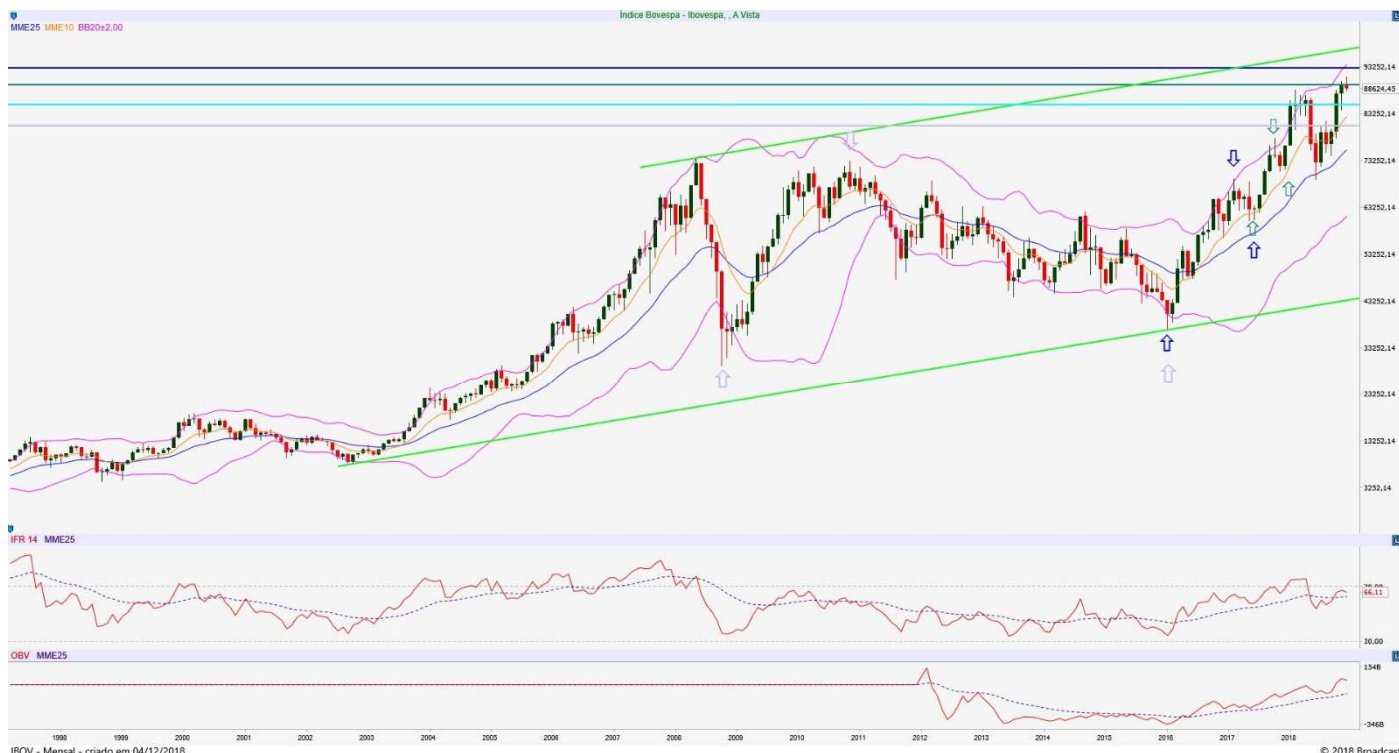 Índice Bovespa - Ibovespa, , A Vista
MME25 MME10 BB20±2,00
93252,14
88624,45
83252,14
73252,14
63252,14
53252,14
43252,14
33252,14
23252,14
13252,14
3252,14
IFR 14 MME25
70,00
66,11
30,00
OBV MME25
154B
-346B
1998 1999 2000 2001 2002 2003 2004 2005 2006 2007 2008 2009 2010 2011 2012 2013 2014 2015 2016 2017 2018
IBOV - Mensal - criado em 04/12/2018
© 2018 Broadcast